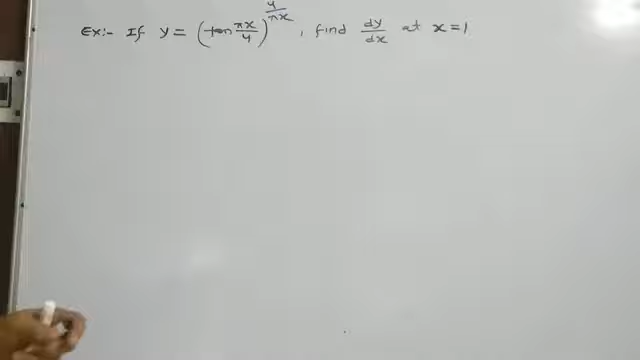 Ex:- If y = (tan πx/4)^4/πx , find dy/dx at x=1